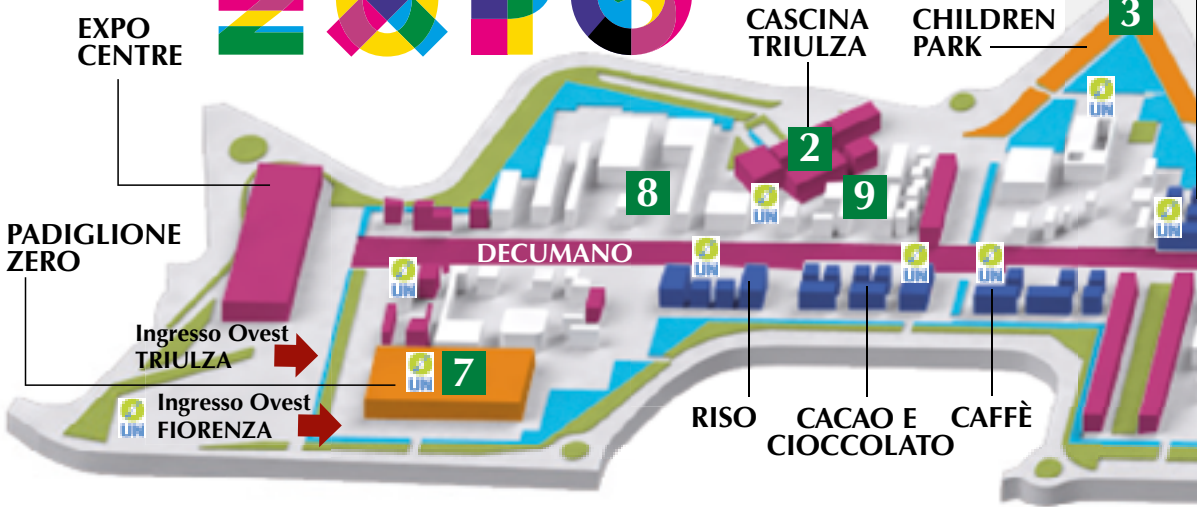 EXPO
EXPO
CENTRE
CASCINA
TRIULZA
CHILDREN
PARK
3
UN
2
8
9
UN
UN
PADIGLIONE
ZERO
DECUMANO
UN
UN
UN
UN
Ingresso Ovest
TRIULZA
UN
7
Ingresso Ovest
FIORENZA
UN
RISO
CACAO E
CIOCCOLATO
CAFFÈ